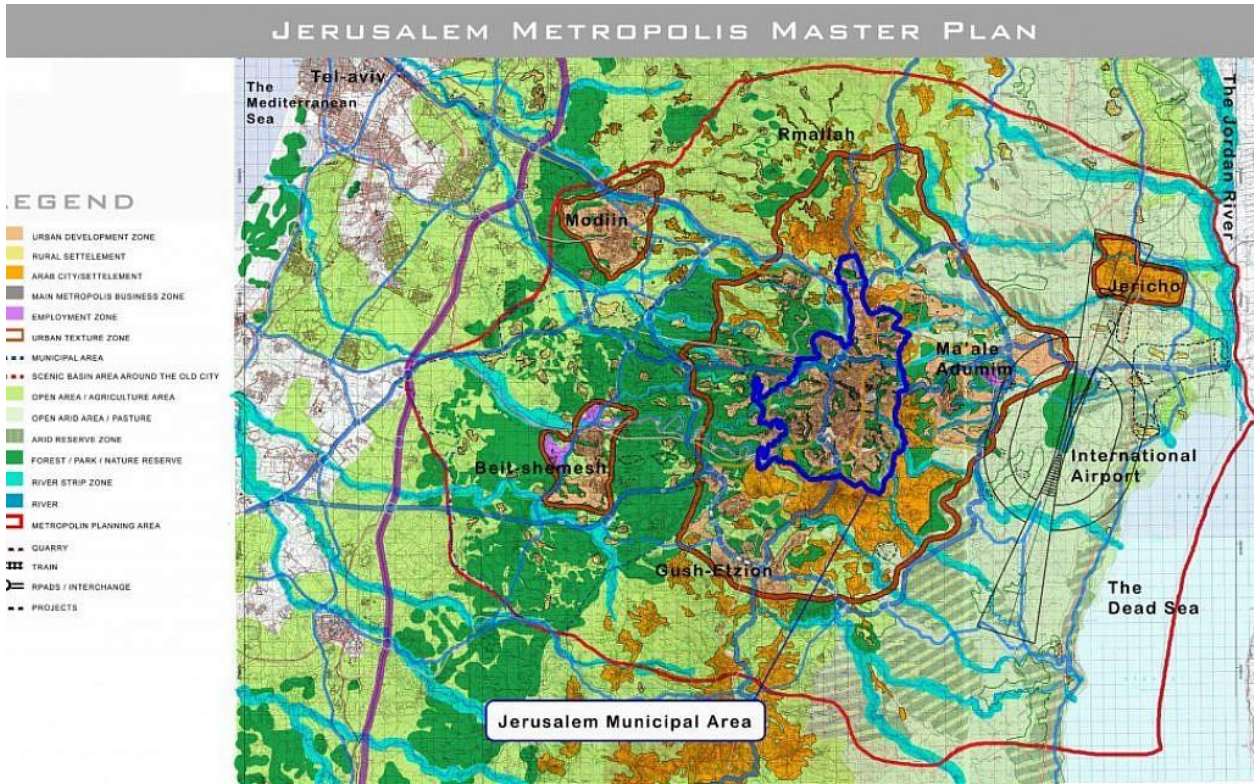 JERUSALEM METROPOLIS MASTER PLAN
The
Mediterranean
Sea
Tel-aviv
Rmallah
The Jordan River
Modiin
Jericho
Ma'ale
Adumim
Beit-shemesh
International
Airport
Gush-Etzion
The
Dead Sea
Jerusalem Municipal Area
EGEND
URBAN DEVELOPMENT ZONE
RURAL SETTELEMENT
ARAB CITY/SETTELEMENT
MAIN METROPOLIS BUSINESS ZONE
EMPLOYMENT ZONE
URBAN TEXTURE ZONE
MUNICIPAL AREA
SCENIC BASIN AREA AROUND THE OLD CITY
OPEN AREA / AGRICULTURE AREA
OPEN ARID AREA / PASTURE
ARID RESERVE ZONE
FOREST / PARK / NATURE RESERVE
RIVER STRIP ZONE
RIVER
METROPOLIN PLANNING AREA
QUARRY
TRAIN
RPADS / INTERCHANGE
PROJECTS